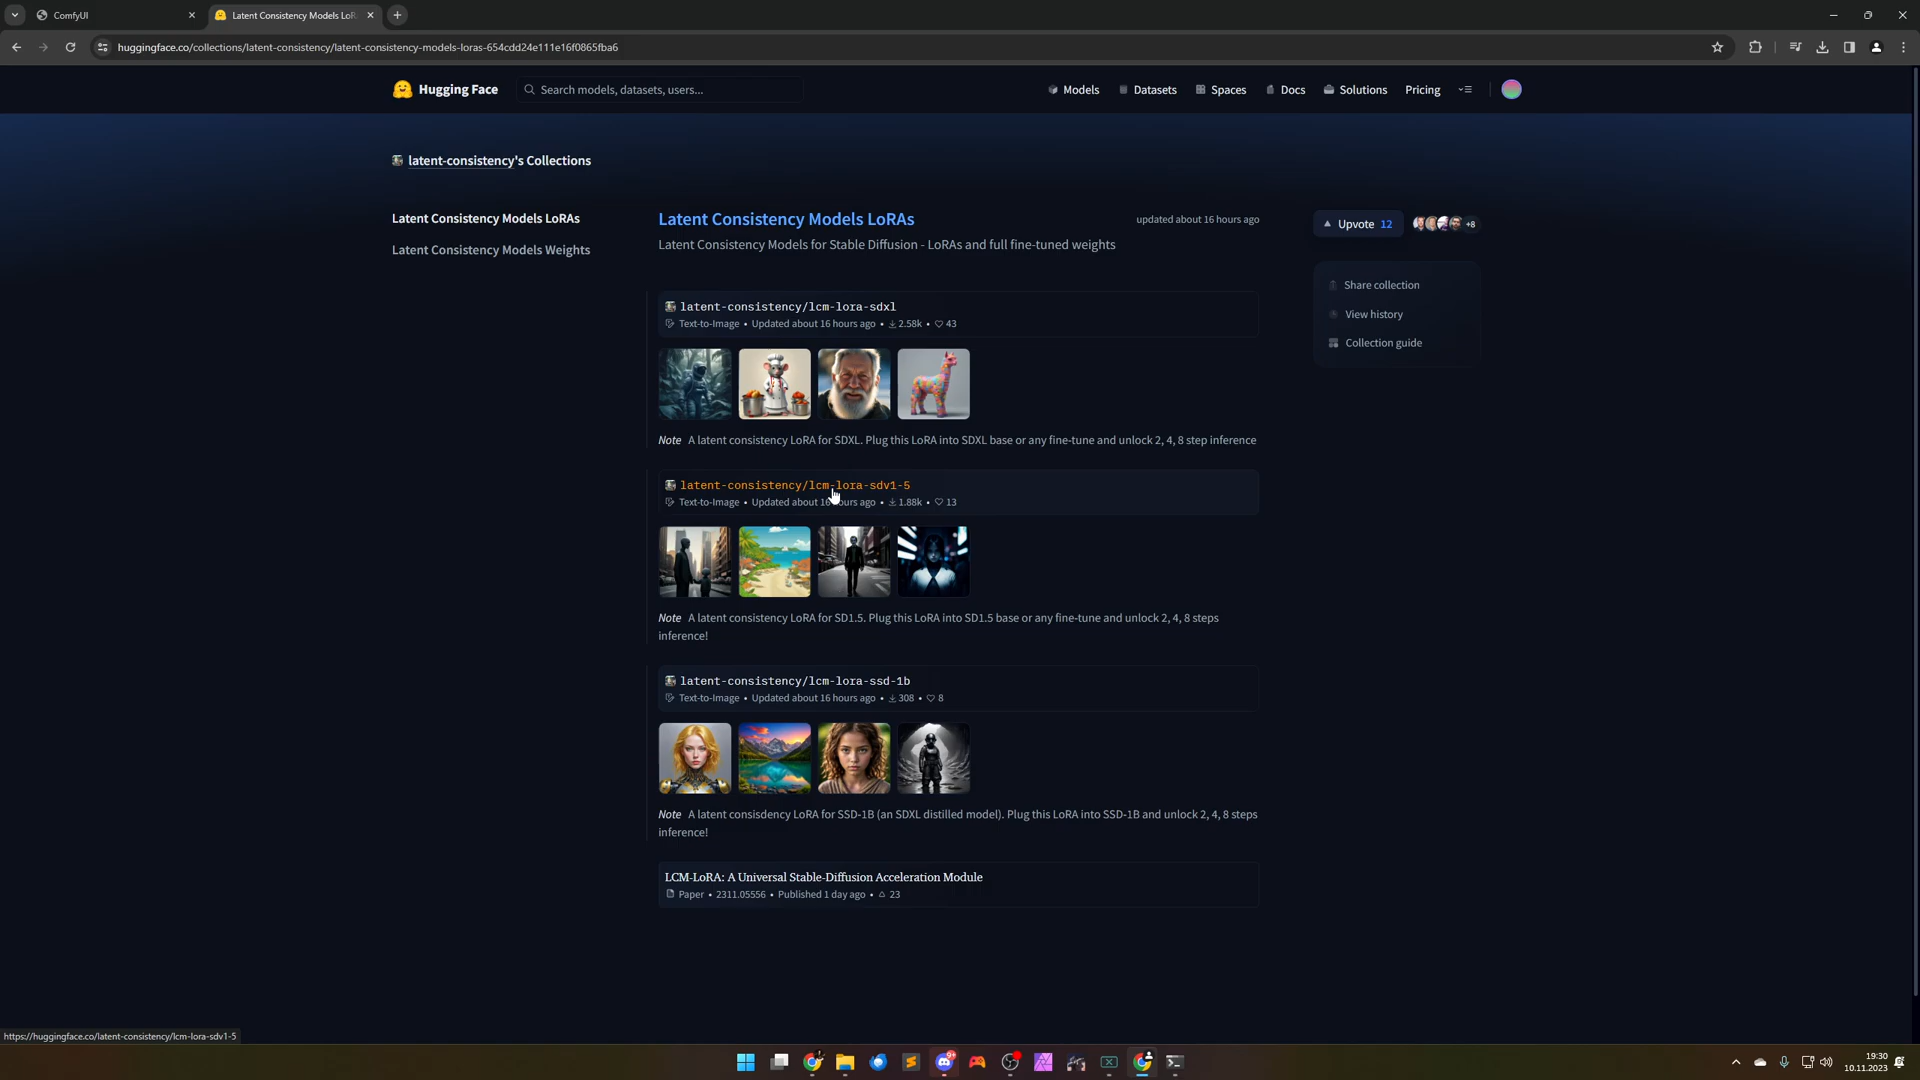 ComfyUI
Latent Consistency Models LoR
huggingface.co/collections/latent-consistency/latent-consistency-models-loras-654cdd24e111e16f0865fba6
Hugging Face
Search models, datasets, users...
Models
Datasets
Spaces
Docs
Solutions
Pricing
latent-consistency's Collections
Latent Consistency Models LoRAs
Latent Consistency Models Weights
Latent Consistency Models LoRAs
updated about 16 hours ago
Latent Consistency Models for Stable Diffusion - LoRAs and full fine-tuned weights
Upvote 12
+8
Share collection
View history
Collection guide
latent-consistency/lcm-lora-sdxl
Text-to-Image • Updated about 16 hours ago • 2.58k • 43
Note A latent consistency LoRA for SDXL. Plug this LoRA into SDXL base or any fine-tune and unlock 2, 4, 8 step inference
latent-consistency/lcm-lora-sdv1-5
Text-to-Image • Updated about 16 hours ago • 1.88k • 13
Note A latent consistency LoRA for SD1.5. Plug this LoRA into SD1.5 base or any fine-tune and unlock 2, 4, 8 steps
inference!
latent-consistency/lcm-lora-ssd-1b
Text-to-Image • Updated about 16 hours ago • 308 • 8
Note A latent consisdency LoRA for SSD-1B (an SDXL distilled model). Plug this LoRA into SSD-1B and unlock 2, 4, 8 steps
inference!
LCM-LoRA: A Universal Stable-Diffusion Acceleration Module
Paper • 2311.05556 • Published 1 day ago • 23
https://huggingface.co/latent-consistency/lcm-lora-sdv1-5
19:30
10.11.2023